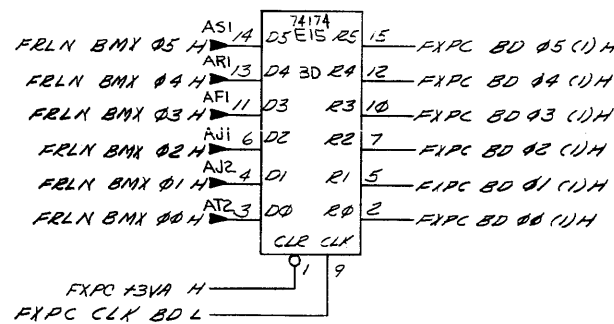 74174
AS1 14 D5 E15 R5 15
FRLN BMX Ø5 H FXPC BD Ø5 (1) H
AR1 13 D4 3D R4 12
FRLN BMX Ø4 H FXPC BD Ø4 (1) H
AF1 11 D3 R3 10
FRLN BMX Ø3 H FXPC BD Ø3 (1) H
AJ1 6 D2 R2 7
FRLN BMX Ø2 H FXPC BD Ø2 (1) H
AJ2 4 D1 R1 5
FRLN BMX Ø1 H FXPC BD Ø1 (1) H
AT2 3 DØ RØ 2
FRLN BMX ØØ H FXPC BD ØØ (1) H
CLR CLK
1 9
FXPC +3VA H
FXPC CLK BD L